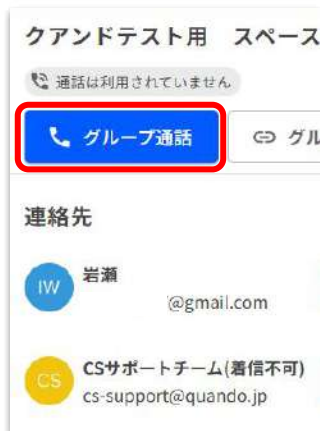 クアンドテスト用　スペース
通話は利用されていません
グループ通話
グル
連絡先
IW
岩瀬
@gmail.com
CS
CSサポートチーム(着信不可)
cs-support@quando.jp